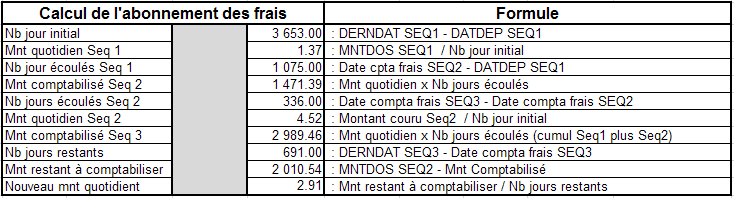 Calcul de l'abonnement des frais Formule
Nb jour initial 3 653.00 : DERNDAT SEQ1 - DATDEP SEQ1
Mnt quotidien Seq 1 1.37 : MNTDOS SEQ1 / Nb jour initial
Nb jour écoulés Seq 1 1 075.00 : Date cpta frais SEQ2 - DATDEP SEQ1
Mnt comptabilisé Seq 2 1 471.39 : Mnt quotidien x Nb jours écoulés
Nb jours écoulés Seq 2 336.00 : Date compta frais SEQ3 - Date compta frais SEQ2
Mnt quotidien Seq 2 4.52 : Montant couru Seq2 / Nb jour initial
Mnt comptabilisé Seq 3 2 989.46 : Mnt quotidien x Nb jours écoulés (cumul Seq1 plus Seq2)
Nb jours restants 691.00 : DERNDAT SEQ3 - Date compta frais SEQ3
Mnt restant à comptabiliser 2 010.54 : MNTDOS SEQ2 - Mnt Comptabilisé
Nouveau mnt quotidient 2.91 : Mnt restant à comptabiliser / Nb jours restants